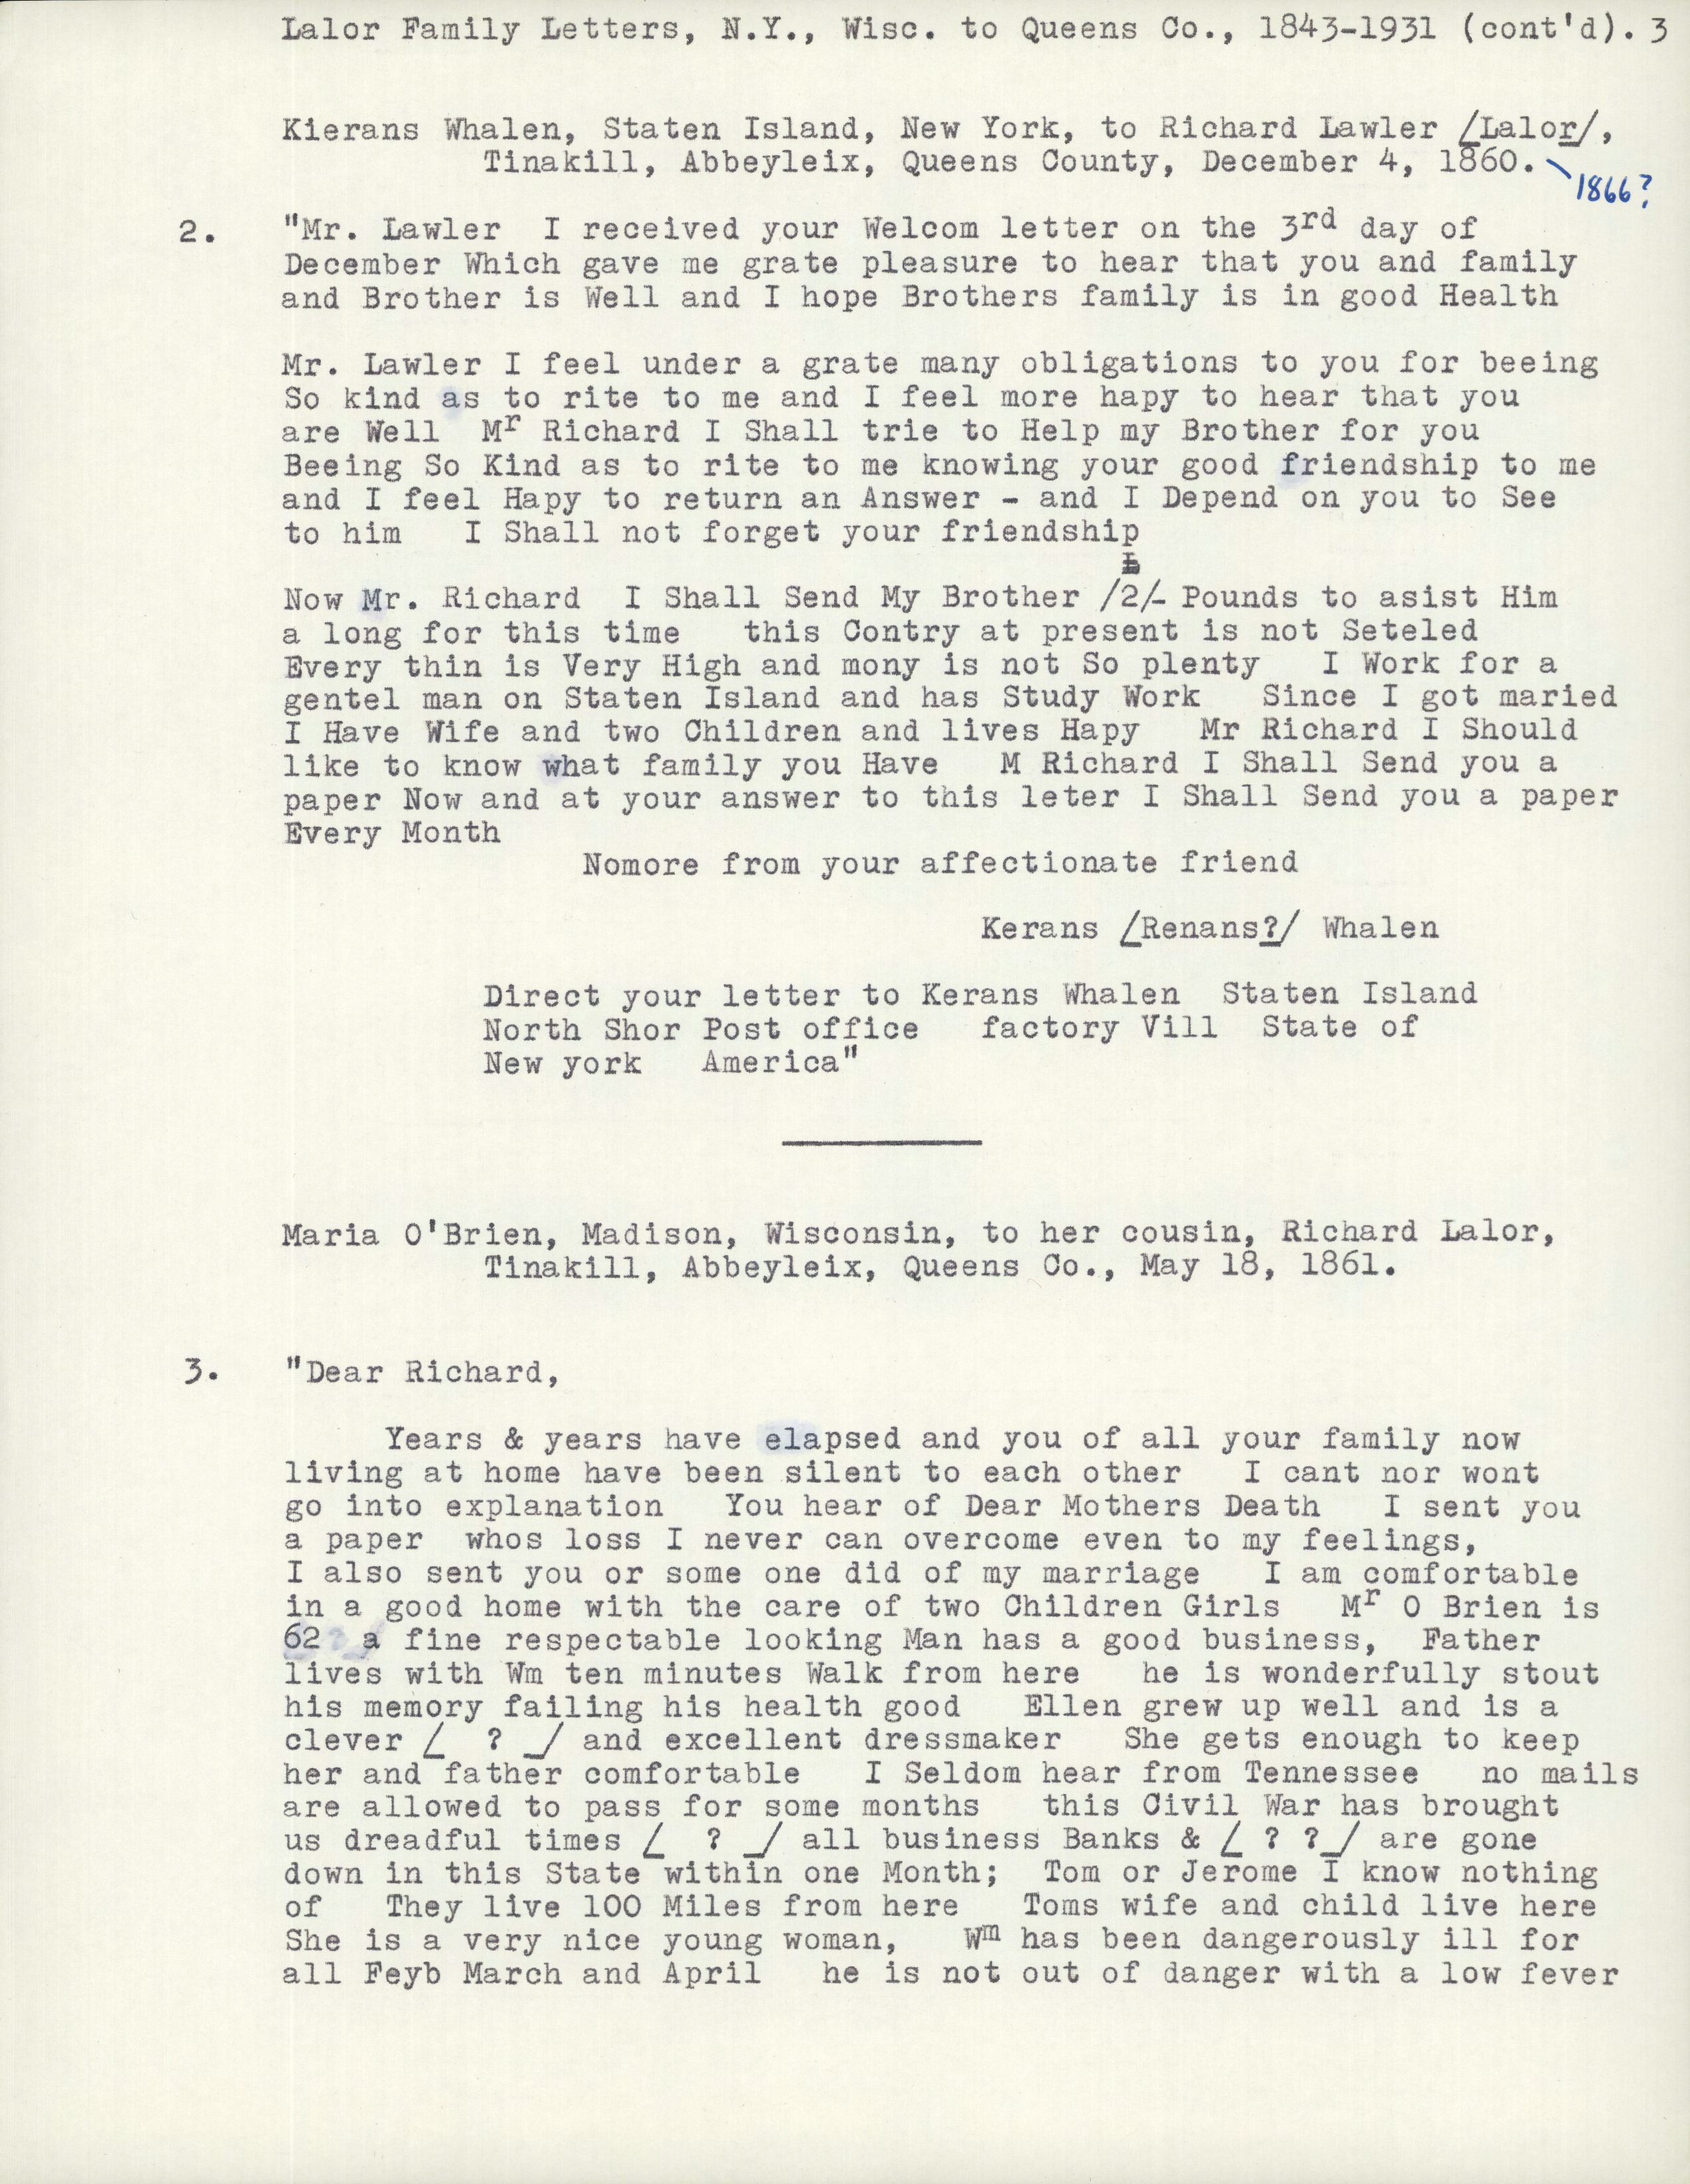 Lalor Family Letters, N.Y., Wisc. to Queens Co., 1843-1931 (cont'd). 3
Kierans Whalen, Staten Island, New York, to Richard Lawler /Lalor/,
Tinakill, Abbeyleix, Queens County, December 4, 1860.
1866?
2. "Mr. Lawler I received your Welcom letter on the 3rd day of
December Which gave me grate pleasure to hear that you and family
and Brother is Well and I hope Brothers family is in good Health
Mr. Lawler I feel under a grate many obligations to you for beeing
So kind as to rite to me and I feel more hapy to hear that you
are Well Mr Richard I Shall trie to Help my Brother for you
Beeing So Kind as to rite to me knowing your good friendship to me
and I feel Hapy to return an Answer - and I Depend on you to See
to him I Shall not forget your friendship
Now Mr. Richard I Shall Send My Brother /2/- Pounds to asist Him
a long for this time this Contry at present is not Seteled
Every thin is Very High and mony is not So plenty I Work for a
gentel man on Staten Island and has Study Work Since I got maried
I Have Wife and two Children and lives Hapy Mr Richard I Should
like to know what family you Have M Richard I Shall Send you a
paper Now and at your answer to this leter I Shall Send you a paper
Every Month
Nomore from your affectionate friend
Kerans /Renans?/ Whalen
Direct your letter to Kerans Whalen Staten Island
North Shor Post office factory Vill State of
New york America"
Maria O'Brien, Madison, Wisconsin, to her cousin, Richard Lalor,
Tinakill, Abbeyleix, Queens Co., May 18, 1861.
3. "Dear Richard,
Years & years have elapsed and you of all your family now
living at home have been silent to each other I cant nor wont
go into explanation You hear of Dear Mothers Death I sent you
a paper whos loss I never can overcome even to my feelings,
I also sent you or some one did of my marriage I am comfortable
in a good home with the care of two Children Girls Mr O Brien is
62 a fine respectable looking Man has a good business, Father
lives with Wm ten minutes Walk from here he is wonderfully stout
his memory failing his health good Ellen grew up well and is a
clever / ? / and excellent dressmaker She gets enough to keep
her and father comfortable I Seldom hear from Tennessee no mails
are allowed to pass for some months this Civil War has brought
us dreadful times / ? / all business Banks & / ? ? / are gone
down in this State within one Month; Tom or Jerome I know nothing
of They live 100 Miles from here Toms wife and child live here
She is a very nice young woman, Wm has been dangerously ill for
all Feyb March and April he is not out of danger with a low fever